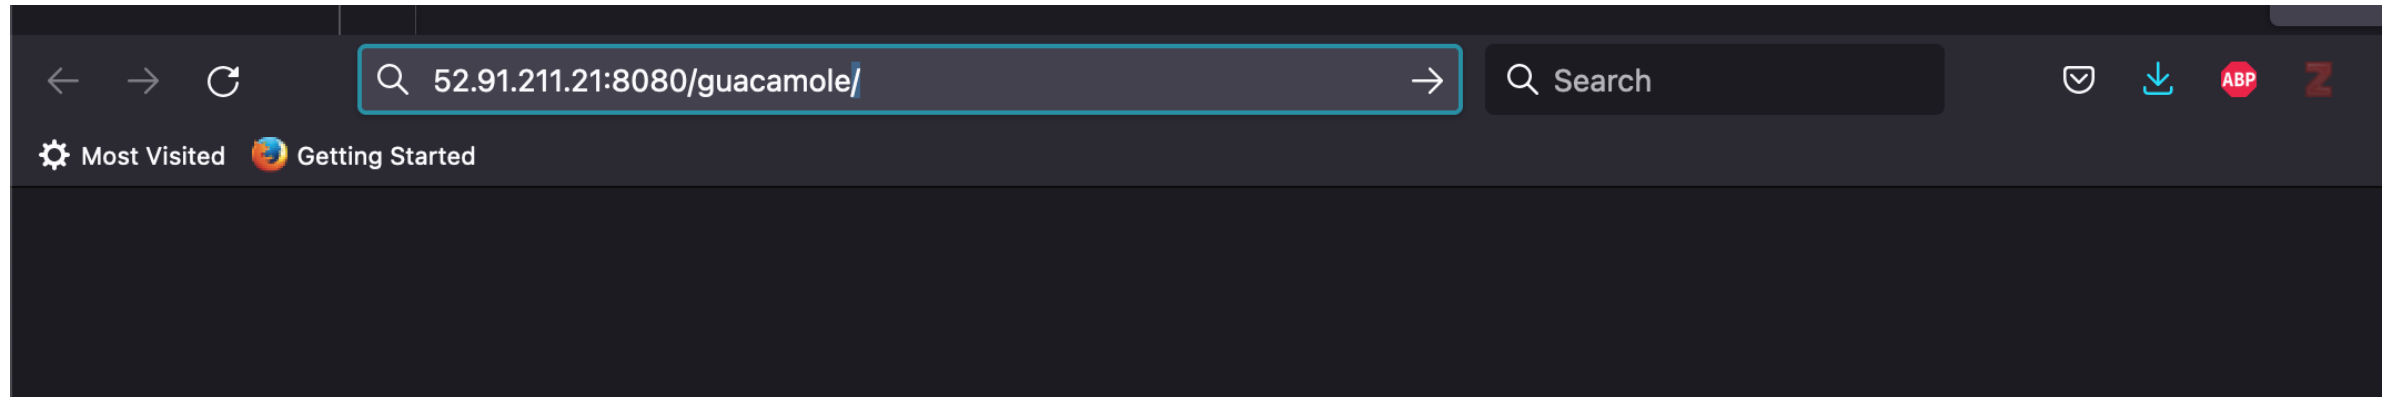 52.91.211.21:8080/guacamole/
Search
ABP
Z
Most Visited
Getting Started